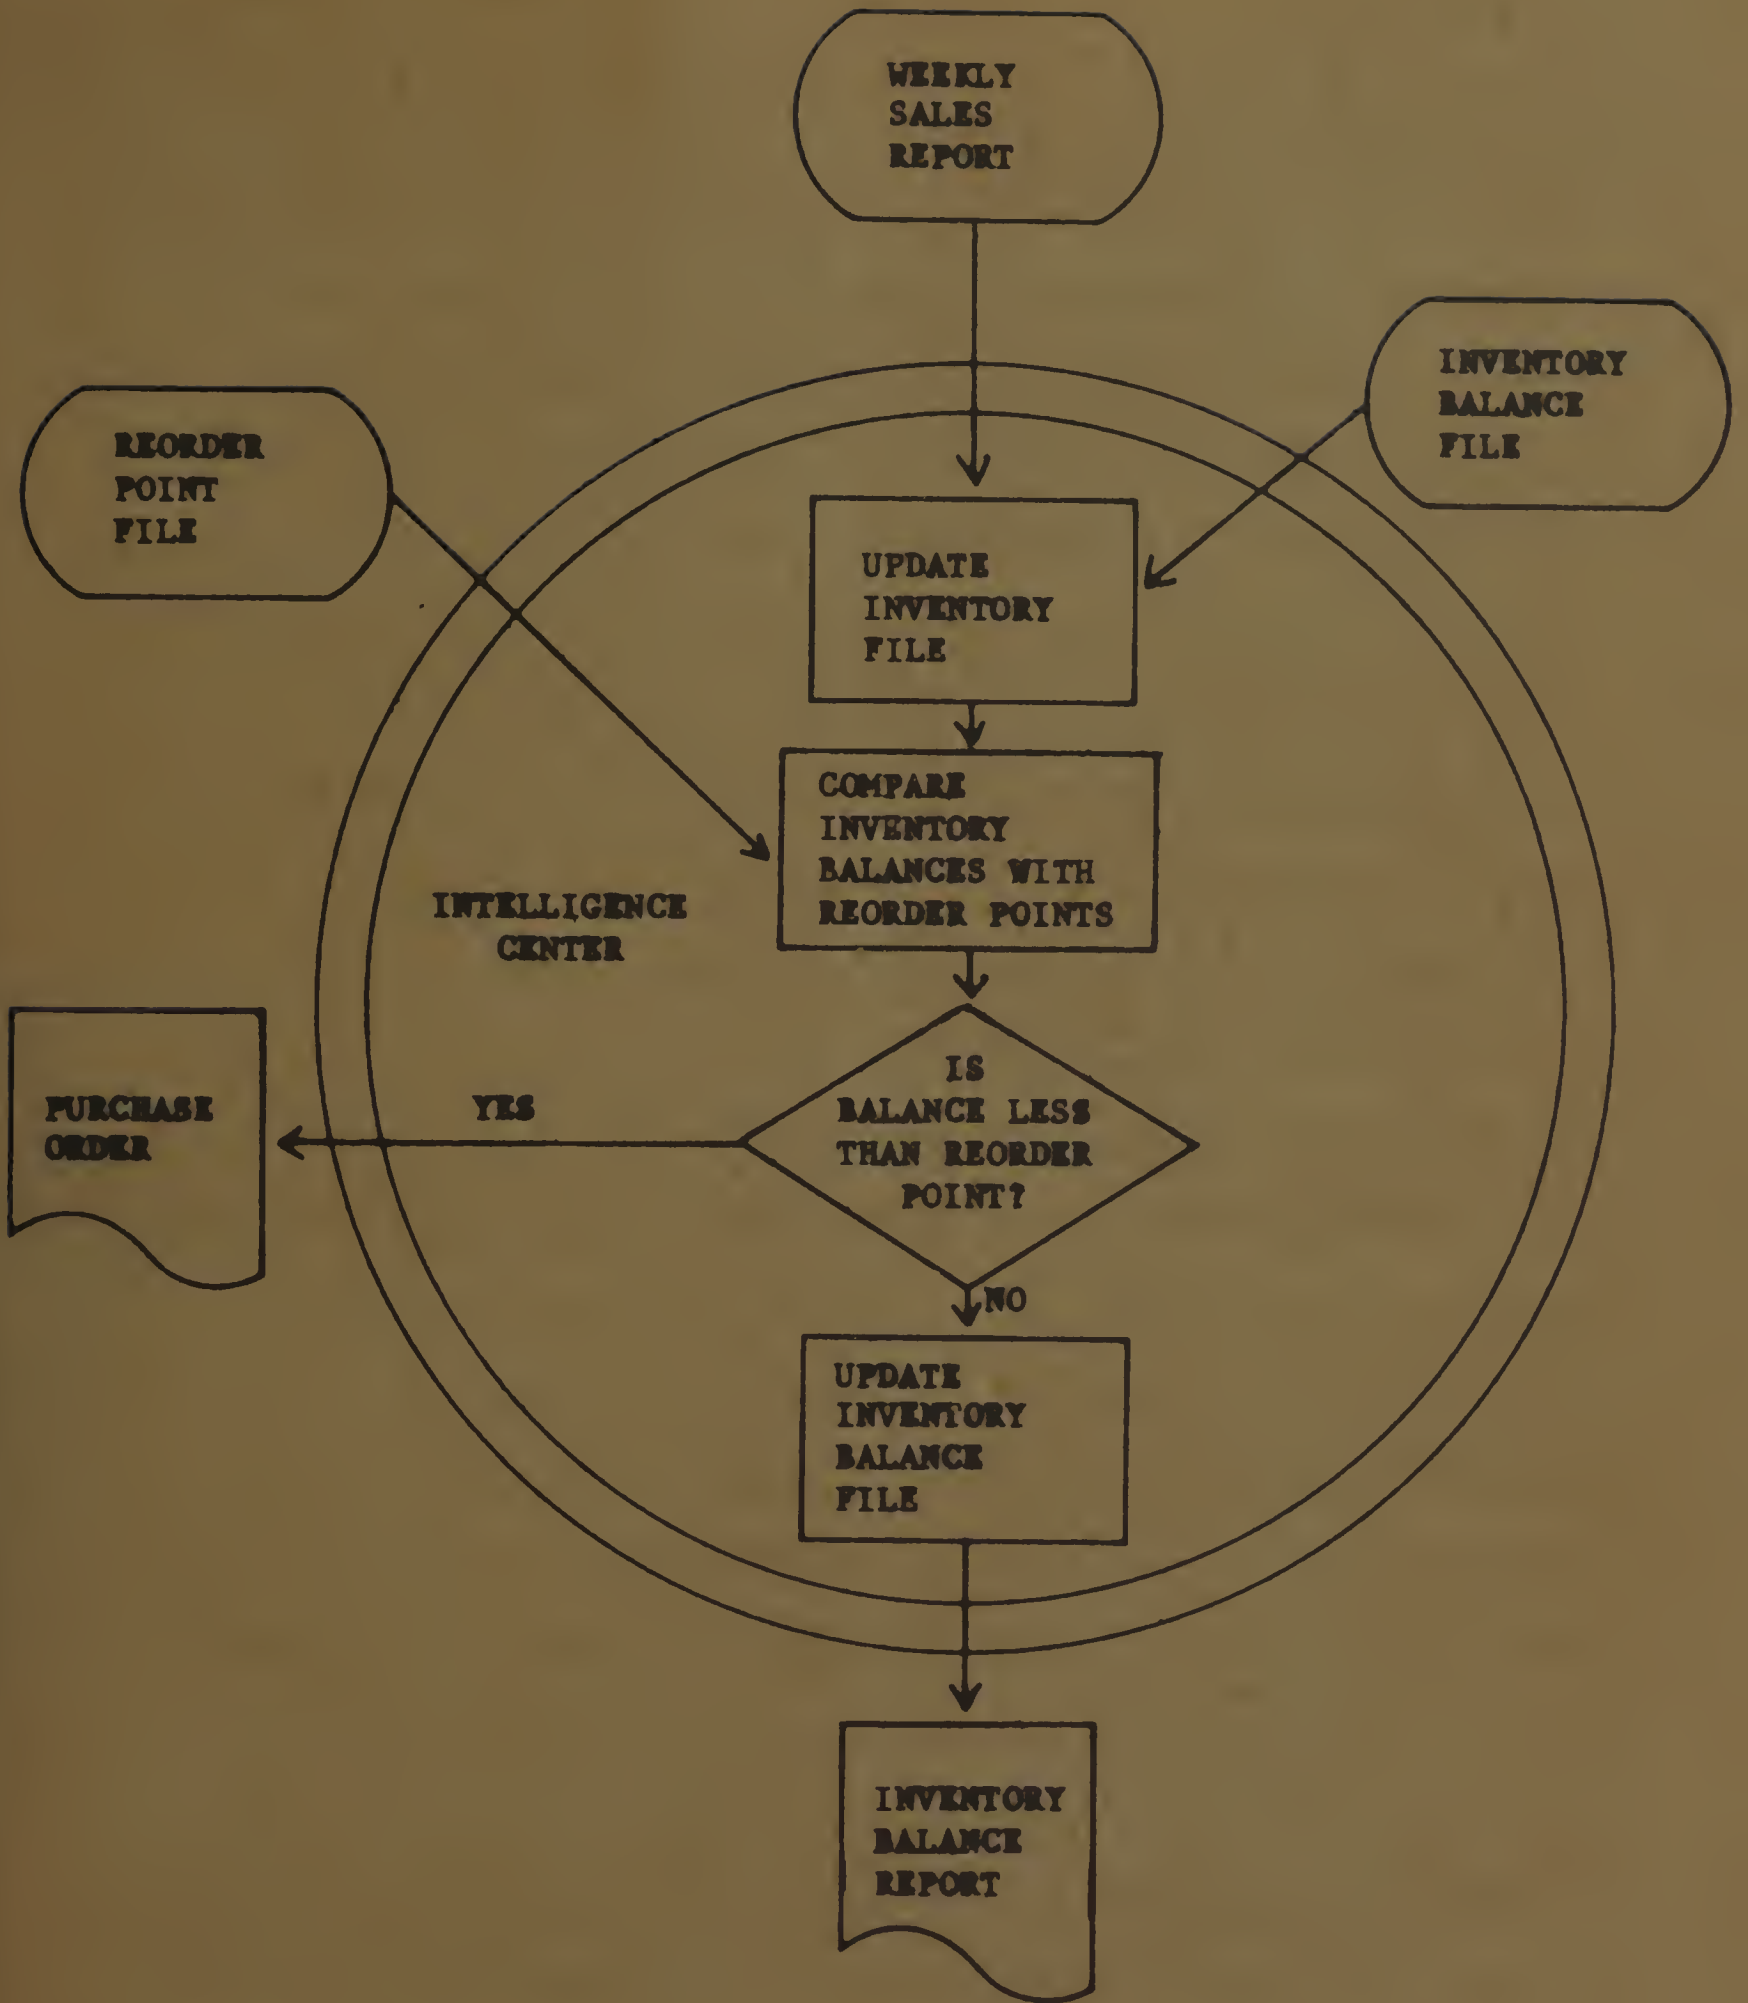 WEEKLY
SALES
REPORT
INVENTORY
BALANCE
FILE
REORDER
POINT
FILE
UPDATE
INVENTORY
FILE
COMPARE
INVENTORY
BALANCES WITH
REORDER POINTS
INTELLIGENCE
CENTER
IS
BALANCE LESS
THAN REORDER
POINT?
YES
PURCHASE
ORDER
NO
UPDATE
INVENTORY
BALANCE
FILE
INVENTORY
BALANCE
REPORT